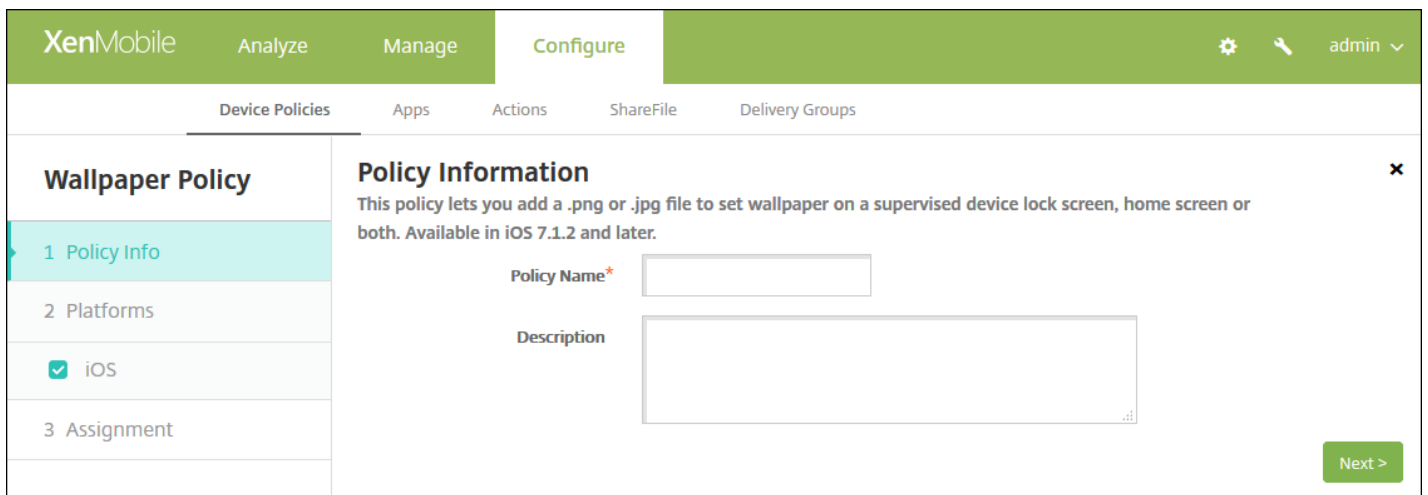 XenMobile Analyze Manage Configure admin
Device Policies Apps Actions ShareFile Delivery Groups
Wallpaper Policy
1 Policy Info
2 Platforms
iOS
3 Assignment
Policy Information
This policy lets you add a .png or .jpg file to set wallpaper on a supervised device lock screen, home screen or
both. Available in iOS 7.1.2 and later.
Policy Name*
Description
Next >